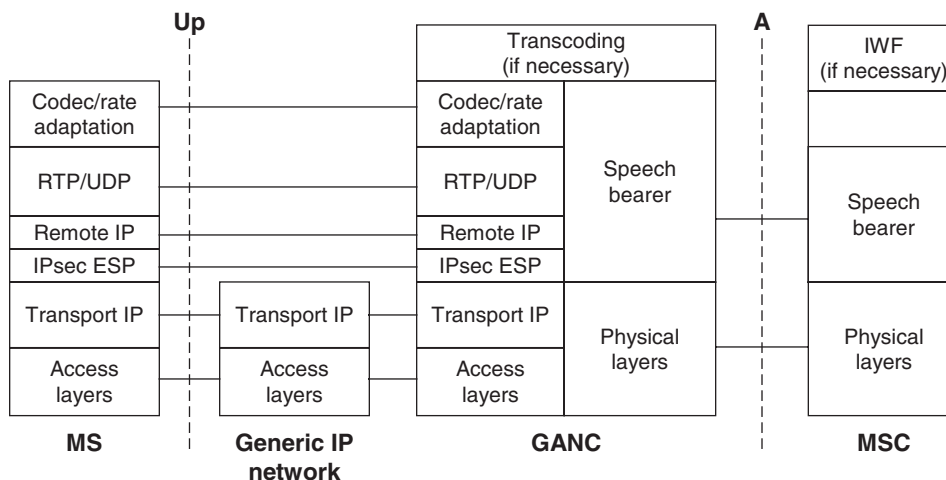 Up
A
Transcoding
(if necessary)
IWF
(if necessary)
Codec/rate
adaptation
Codec/rate
adaptation
RTP/UDP
RTP/UDP
Speech
bearer
Speech
bearer
Remote IP
Remote IP
IPsec ESP
IPsec ESP
Transport IP
Transport IP
Transport IP
Physical
layers
Physical
layers
Access
layers
Access
layers
Access
layers
MS
Generic IP
network
GANC
MSC